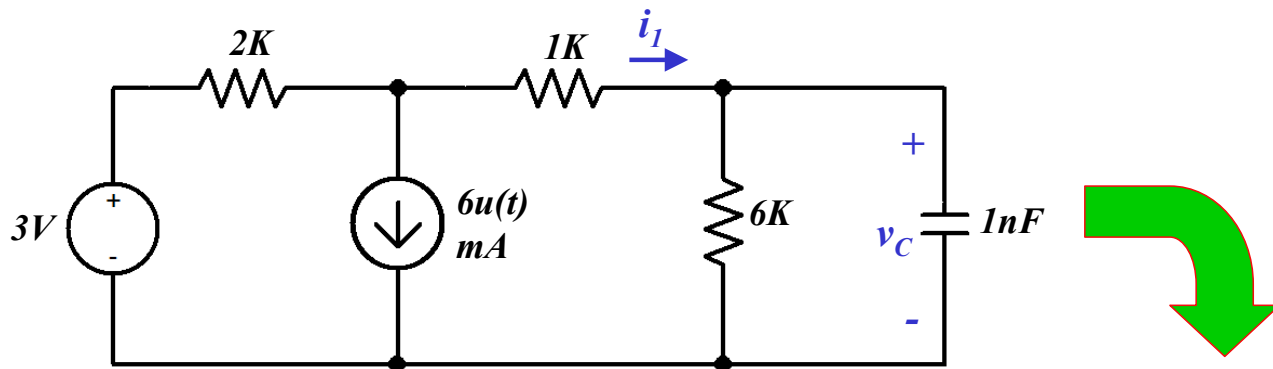 i1
2K
1K
+
+
3V
-
6u(t)
mA
6K
vC
1nF
-